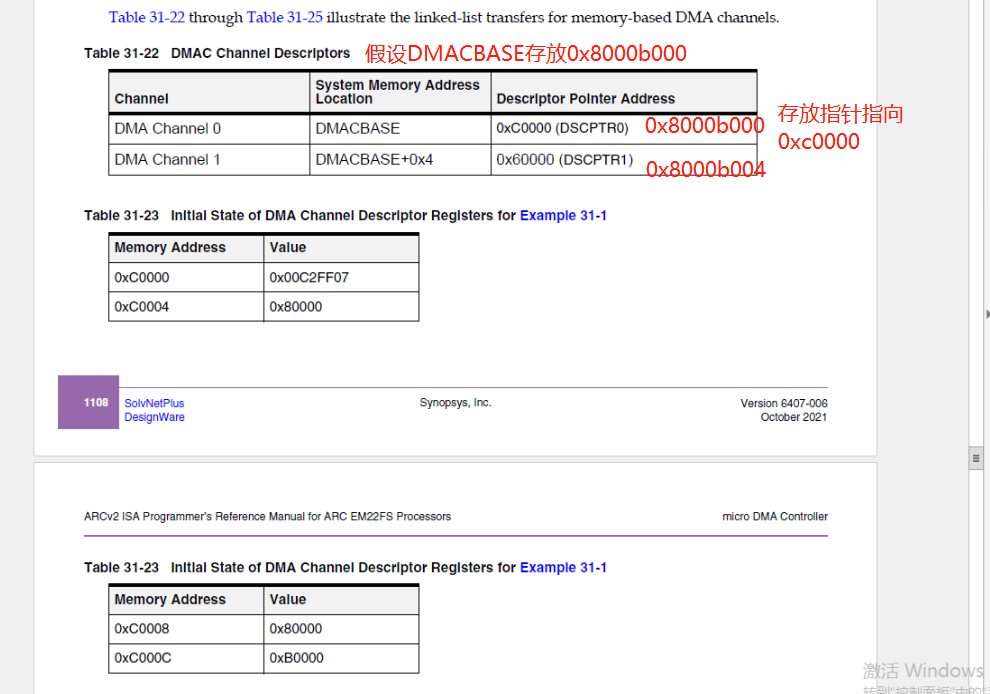 Table 31-22 through Table 31-25 illustrate the linked-list transfers for memory-based DMA channels.
Table 31-22 DMAC Channel Descriptors 假设DMACBASE存放0x8000b000
Channel System Memory Address Location Descriptor Pointer Address
DMA Channel 0 DMACBASE 0xC0000 (DSCPTR0) 0x8000b000
存放指针指向
0xc0000
DMA Channel 1 DMACBASE+0x4 0x60000 (DSCPTR1) 0x8000b004
Table 31-23 Initial State of DMA Channel Descriptor Registers for Example 31-1
Memory Address Value
0xC0000 0x00C2FF07
0xC0004 0x80000
1108 SolvNetPlus Synopsys, Inc. Version 6407-006
DesignWare October 2021
ARCv2 ISA Programmer's Reference Manual for ARC EM22FS Processors micro DMA Controller
Table 31-23 Initial State of DMA Channel Descriptor Registers for Example 31-1
Memory Address Value
0xC0008 0x80000
0xC000C 0xB0000
激活 Windows